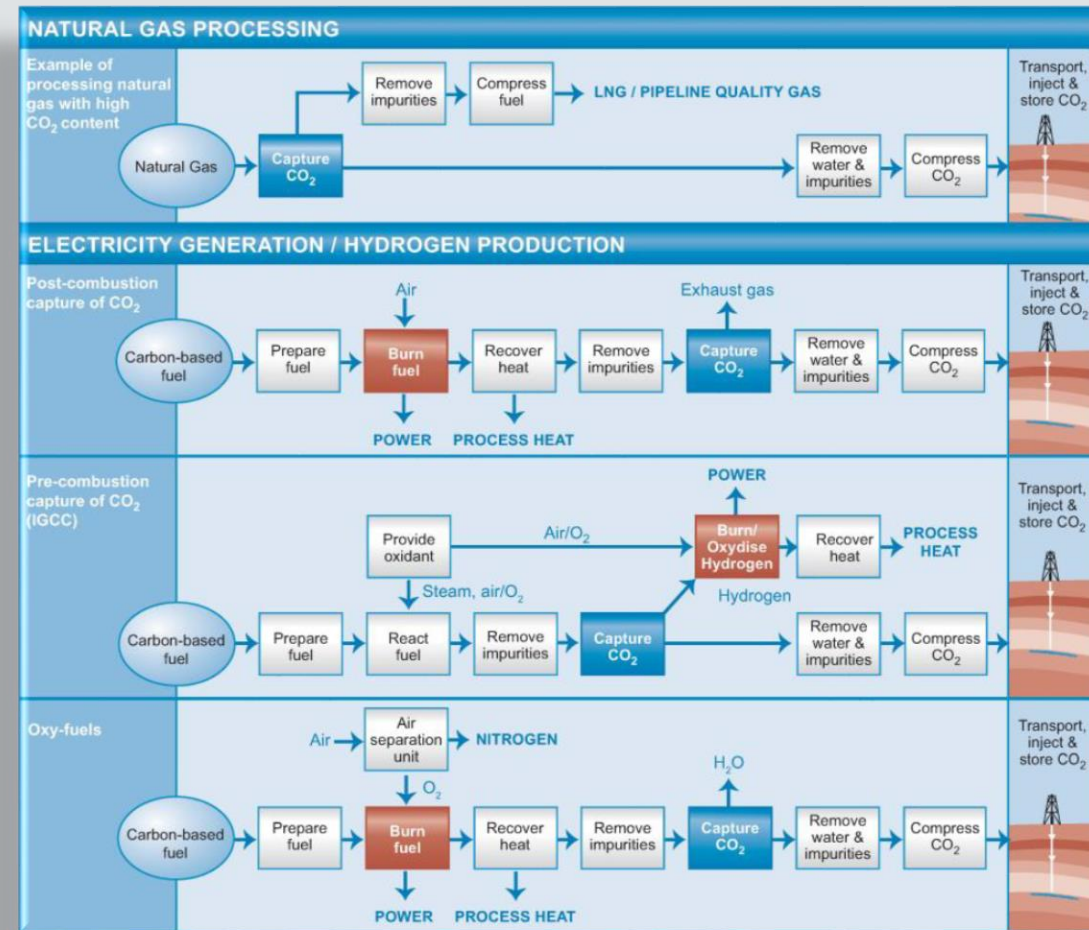 NATURAL GAS PROCESSING
Example of
processing natural
gas with high
CO₂ content
Natural Gas
Capture
CO₂
Remove
impurities
Compress
fuel
LNG / PIPELINE QUALITY GAS
Remove
water &
impurities
Compress
CO₂
Transport,
inject &
store CO₂
ELECTRICITY GENERATION / HYDROGEN PRODUCTION
Post-combustion
capture of CO₂
Carbon-based
fuel
Prepare
fuel
Air
Burn
fuel
POWER
Recover
heat
PROCESS HEAT
Remove
impurities
Exhaust gas
Capture
CO₂
Remove
water &
impurities
Compress
CO₂
Transport,
inject &
store CO₂
Pre-combustion
capture of CO₂
(IGCC)
Carbon-based
fuel
Prepare
fuel
Provide
oxidant
Steam, air/O₂
React
fuel
Remove
impurities
Capture
CO₂
Air/O₂
Hydrogen
POWER
Burn/
Oxydise
Hydrogen
Recover
heat
PROCESS
HEAT
Remove
water &
impurities
Compress
CO₂
Transport,
inject &
store CO₂
Oxy-fuels
Carbon-based
fuel
Prepare
fuel
Air
Air
separation
unit
NITROGEN
O₂
Burn
fuel
POWER
Recover
heat
PROCESS HEAT
Remove
impurities
H₂O
Capture
CO₂
Remove
water &
impurities
Compress
CO₂
Transport,
inject &
store CO₂